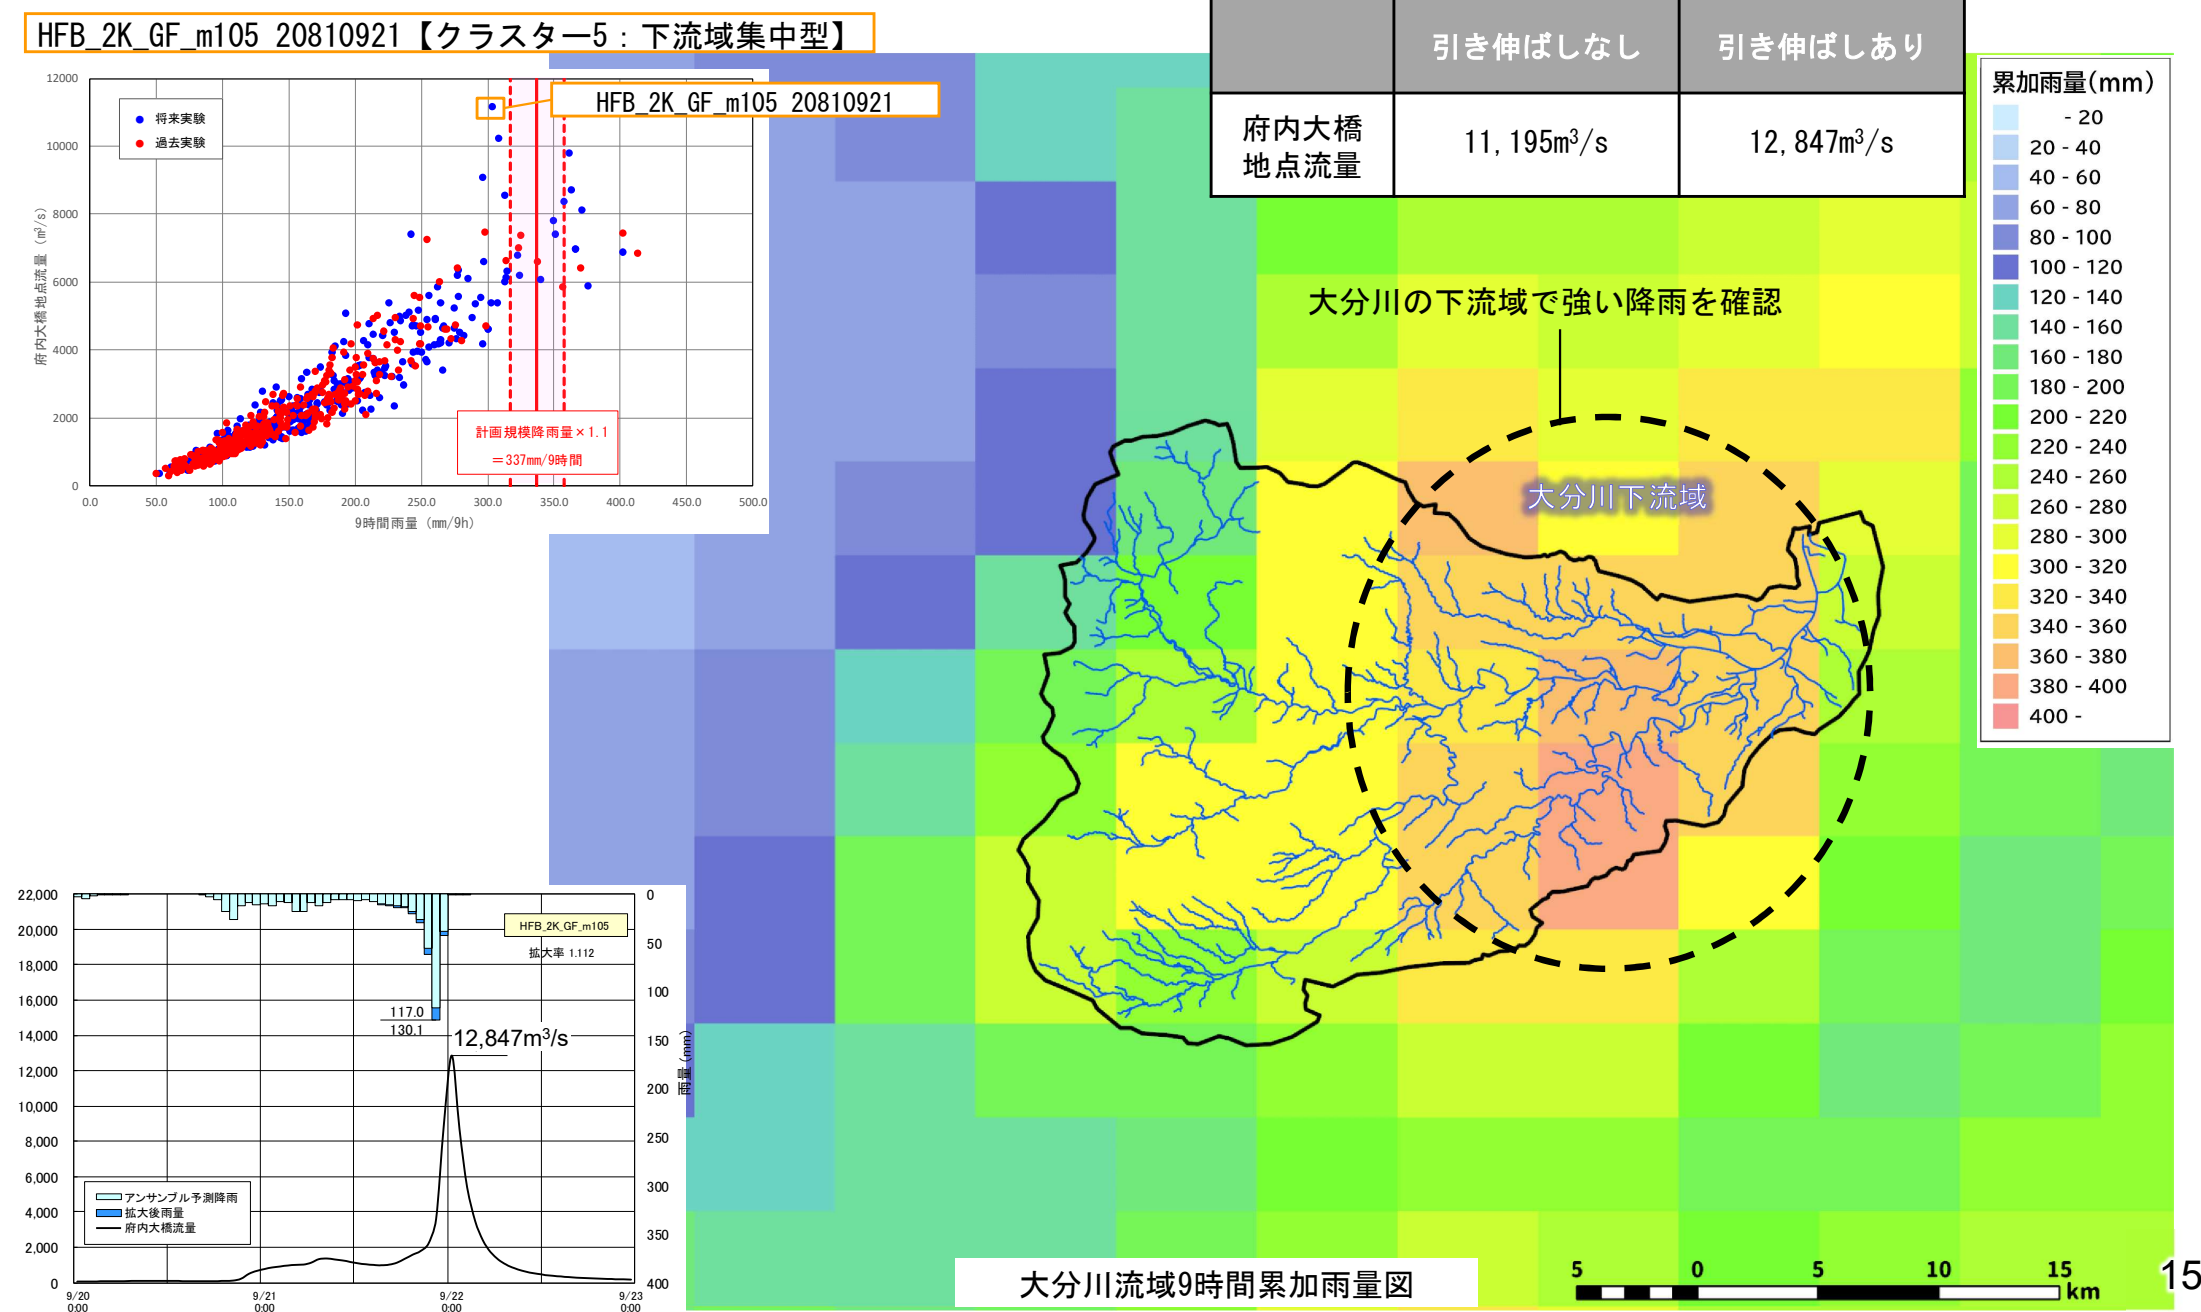 HFB_2K_GF_m105 20810921【クラスター5：下流域集中型】
引き伸ばしなし 引き伸ばしあり
府内大橋
地点流量
11,195m³/s 12,847m³/s
12000
10000
8000
6000
4000
2000
0
府内大橋地点流量 (m³/s)
将来実験
過去実験
HFB_2K_GF_m105 20810921
計画規模降雨量×1.1
＝337mm/9時間
0.0 50.0 100.0 150.0 200.0 250.0 300.0 350.0 400.0 450.0 500.0
9時間雨量 (mm/9h)
累加雨量(mm)
- 20
20 - 40
40 - 60
60 - 80
80 - 100
100 - 120
120 - 140
140 - 160
160 - 180
180 - 200
200 - 220
220 - 240
240 - 260
260 - 280
280 - 300
300 - 320
320 - 340
340 - 360
360 - 380
380 - 400
400 -
大分川の下流域で強い降雨を確認
大分川下流域
22,000
20,000
18,000
16,000
14,000
12,000
10,000
8,000
6,000
4,000
2,000
0
HFB_2K_GF_m105
拡大率 1.112
117.0
130.1
12,847m³/s
アンサンブル予測降雨
拡大後雨量
府内大橋流量
0
50
100
150
200
250
300
350
400
雨量 (mm)
9/20 9/21 9/22 9/23
0:00 0:00 0:00 0:00
大分川流域9時間累加雨量図
5 0 5 10 15
km
15